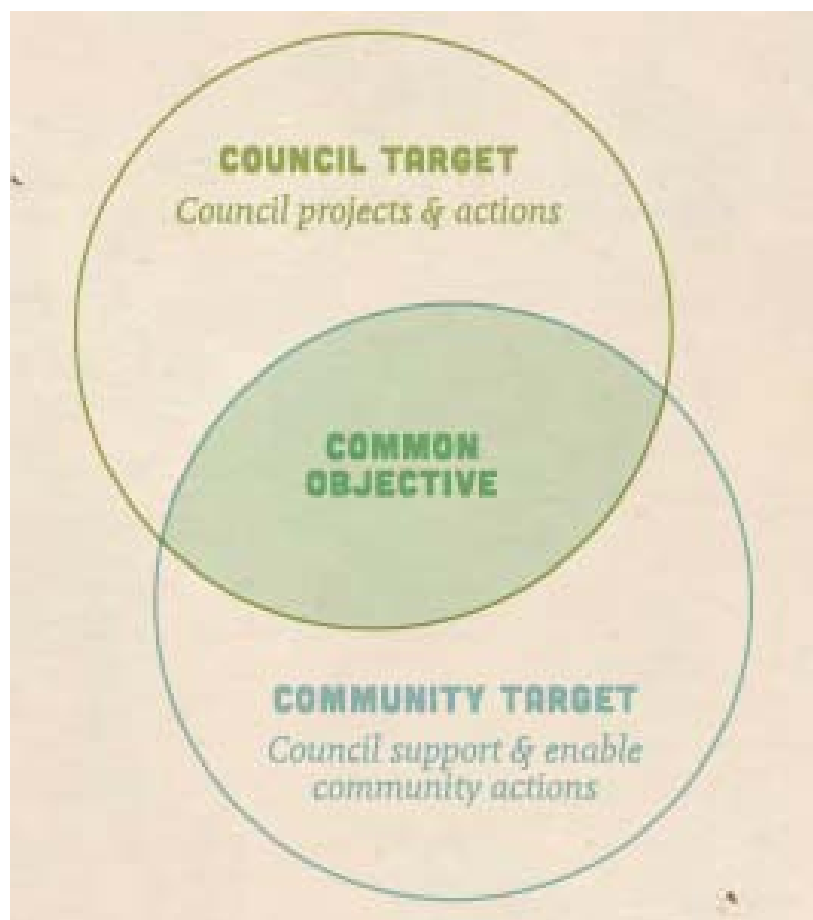 COUNCIL TARGET
Council projects & actions
COMMON
OBJECTIVE
COMMUNITY TARGET
Council support & enable
community actions